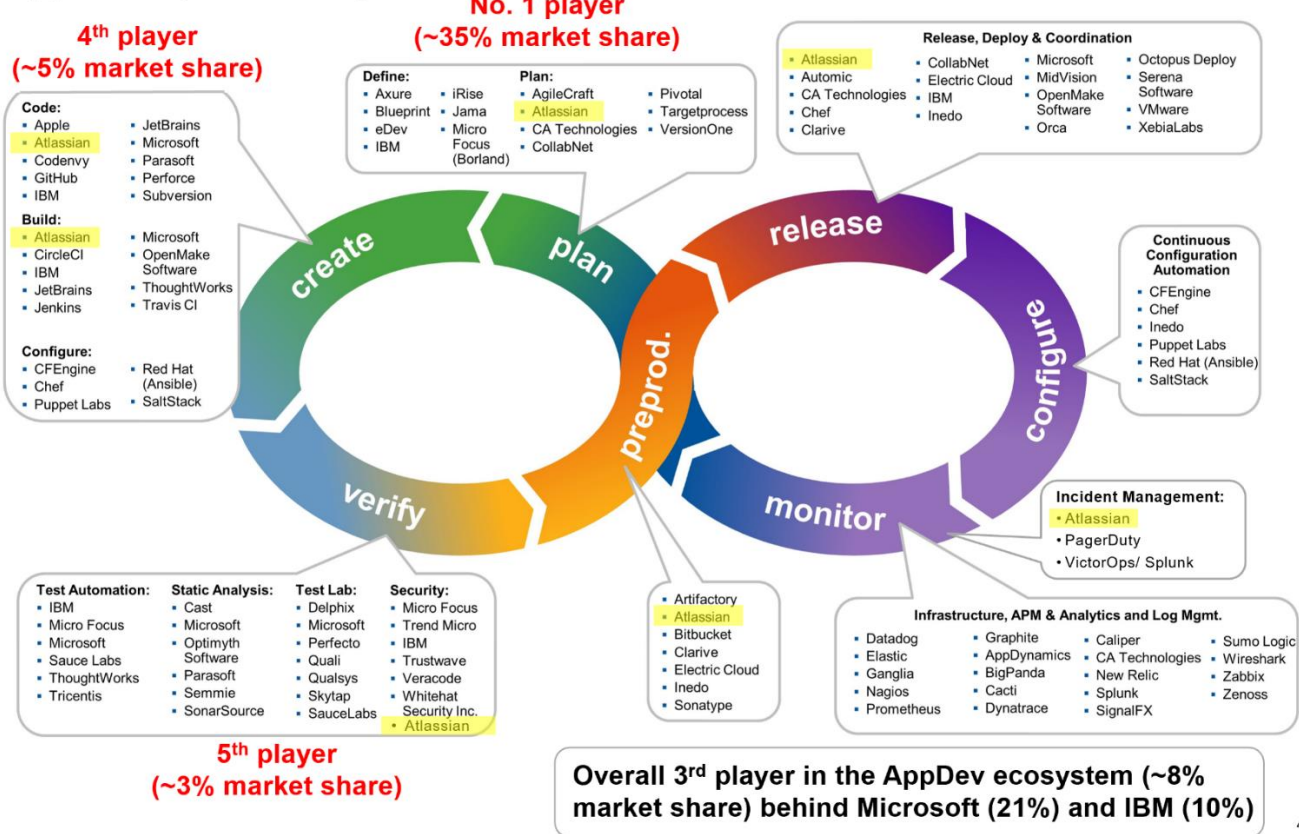 No. 1 player
(~35% market share)
4th player
(~5% market share)
Code:
▪ Apple
▪ Atlassian
▪ Codenvy
▪ GitHub
▪ IBM
▪ JetBrains
▪ Microsoft
▪ Parasoft
▪ Perforce
▪ Subversion
Build:
▪ Atlassian
▪ CircleCI
▪ IBM
▪ JetBrains
▪ Jenkins
▪ Microsoft
▪ OpenMake
Software
▪ ThoughtWorks
▪ Travis CI
Configure:
▪ CFEngine
▪ Chef
▪ Puppet Labs
▪ Red Hat
(Ansible)
▪ SaltStack
Define:
▪ Axure
▪ Blueprint
▪ eDev
▪ IBM
▪ iRise
▪ Jama
▪ Micro
Focus
(Borland)
Plan:
▪ AgileCraft
▪ Atlassian
▪ CA Technologies
▪ CollabNet
▪ Pivotal
▪ Targetprocess
▪ VersionOne
Release, Deploy & Coordination
▪ Atlassian
▪ Automic
▪ CA Technologies
▪ Chef
▪ Clarive
▪ CollabNet
▪ Electric Cloud
▪ IBM
▪ Inedo
▪ Microsoft
▪ MidVision
▪ OpenMake
Software
▪ Orca
▪ Octopus Deploy
▪ Serena
Software
▪ VMware
▪ XebiaLabs
create
plan
release
configure
preprod.
verify
monitor
Continuous
Configuration
Automation
▪ CFEngine
▪ Chef
▪ Inedo
▪ Puppet Labs
▪ Red Hat (Ansible)
▪ SaltStack
Incident Management:
• Atlassian
• PagerDuty
• VictorOps/ Splunk
Test Automation:
▪ IBM
▪ Micro Focus
▪ Microsoft
▪ Sauce Labs
▪ ThoughtWorks
▪ Tricentis
Static Analysis:
▪ Cast
▪ Microsoft
▪ Optimyth
Software
▪ Parasoft
▪ Semmie
▪ SonarSource
Test Lab:
▪ Delphix
▪ Microsoft
▪ Perfecto
▪ Quali
▪ Qualsys
▪ Skytap
▪ SauceLabs
Security:
▪ Micro Focus
▪ Trend Micro
▪ IBM
▪ Trustwave
▪ Veracode
▪ Whitehat
Security Inc.
• Atlassian
▪ Artifactory
▪ Atlassian
▪ Bitbucket
▪ Clarive
▪ Electric Cloud
▪ Inedo
▪ Sonatype
Infrastructure, APM & Analytics and Log Mgmt.
▪ Datadog
▪ Elastic
▪ Ganglia
▪ Nagios
▪ Prometheus
▪ Graphite
▪ AppDynamics
▪ BigPanda
▪ Cacti
▪ Dynatrace
▪ Caliper
▪ CA Technologies
▪ New Relic
▪ Splunk
▪ SignalFX
▪ Sumo Logic
▪ Wireshark
▪ Zabbix
▪ Zenoss
5th player
(~3% market share)
Overall 3rd player in the AppDev ecosystem (~8%
market share) behind Microsoft (21%) and IBM (10%)